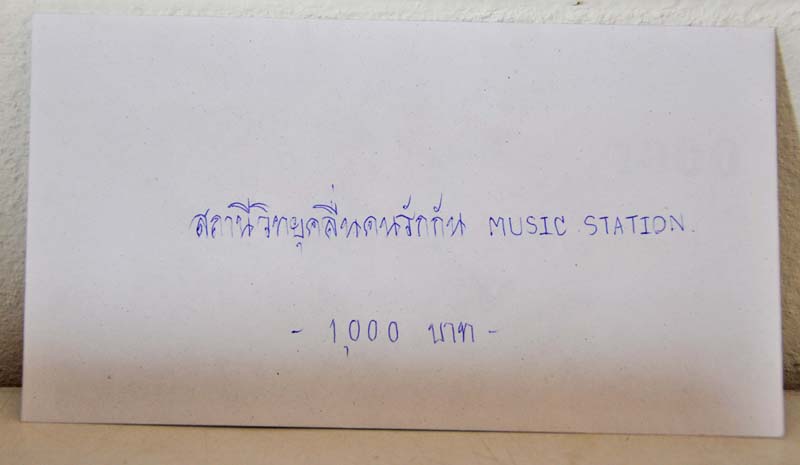 สถานีวิทยุคลื่นคนรักกัน MUSIC STATION.
- 1,000 บาท -